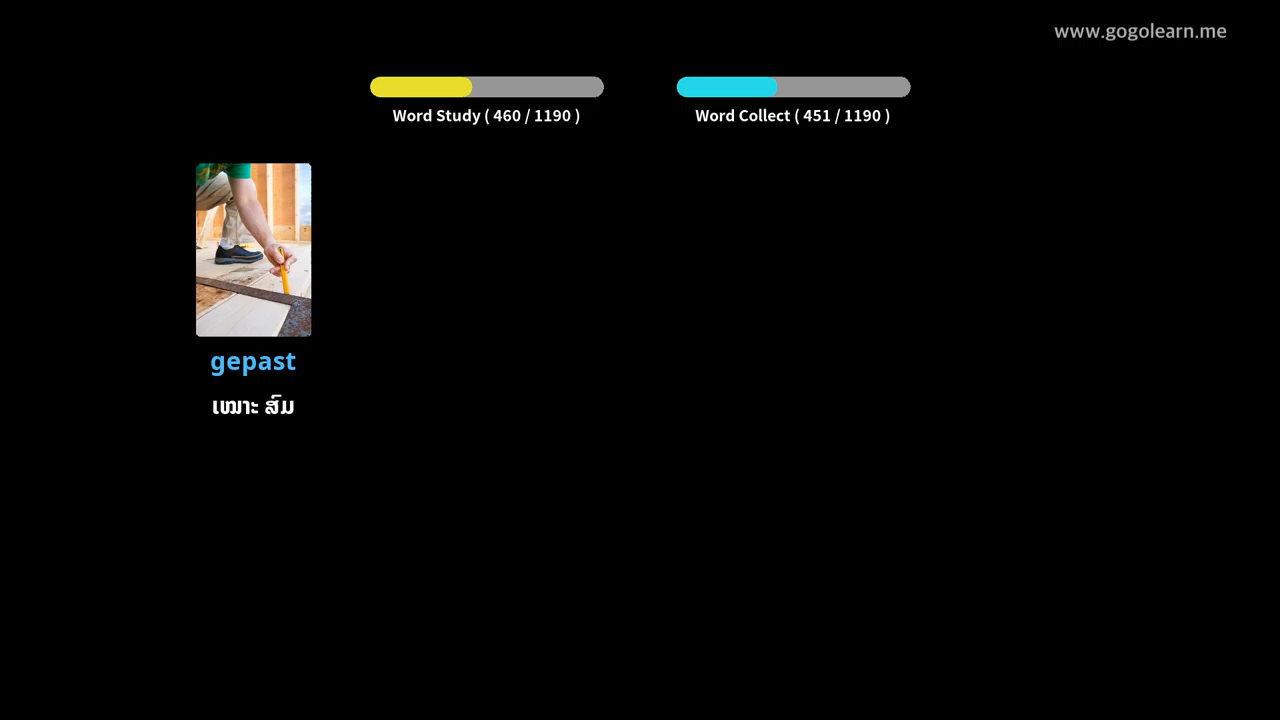 www.gogolearn.me
Word Study ( 460 / 1190 )
Word Collect ( 451 / 1190 )
gepast
ເໝາະ ສົມ